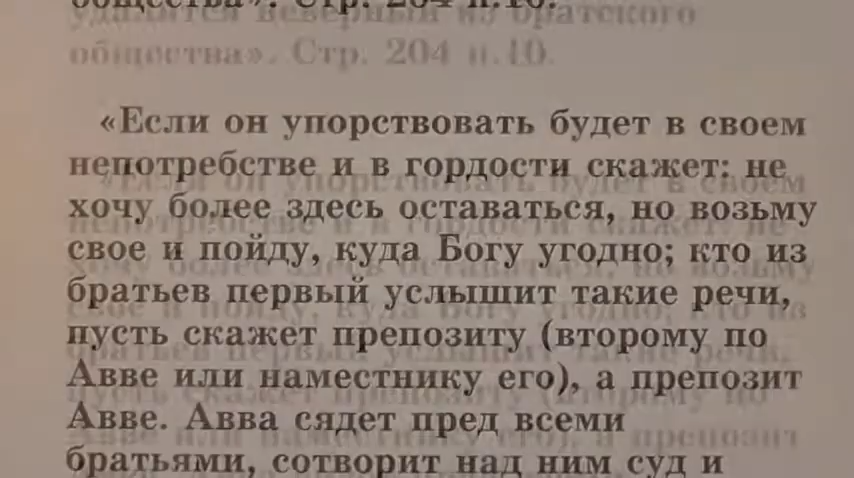 общества». Стр. 204 п.10.
«Если он упорствовать будет в своем
непотребстве и в гордости скажет: не
хочу более здесь оставаться, но возьму
свое и пойду, куда Богу угодно; кто из
братьев первый услышит такие речи,
пусть скажет препозиту (второму по
Авве или наместнику его), а препозит
Авве. Авва сядет пред всеми
братьями, сотворит над ним суд и